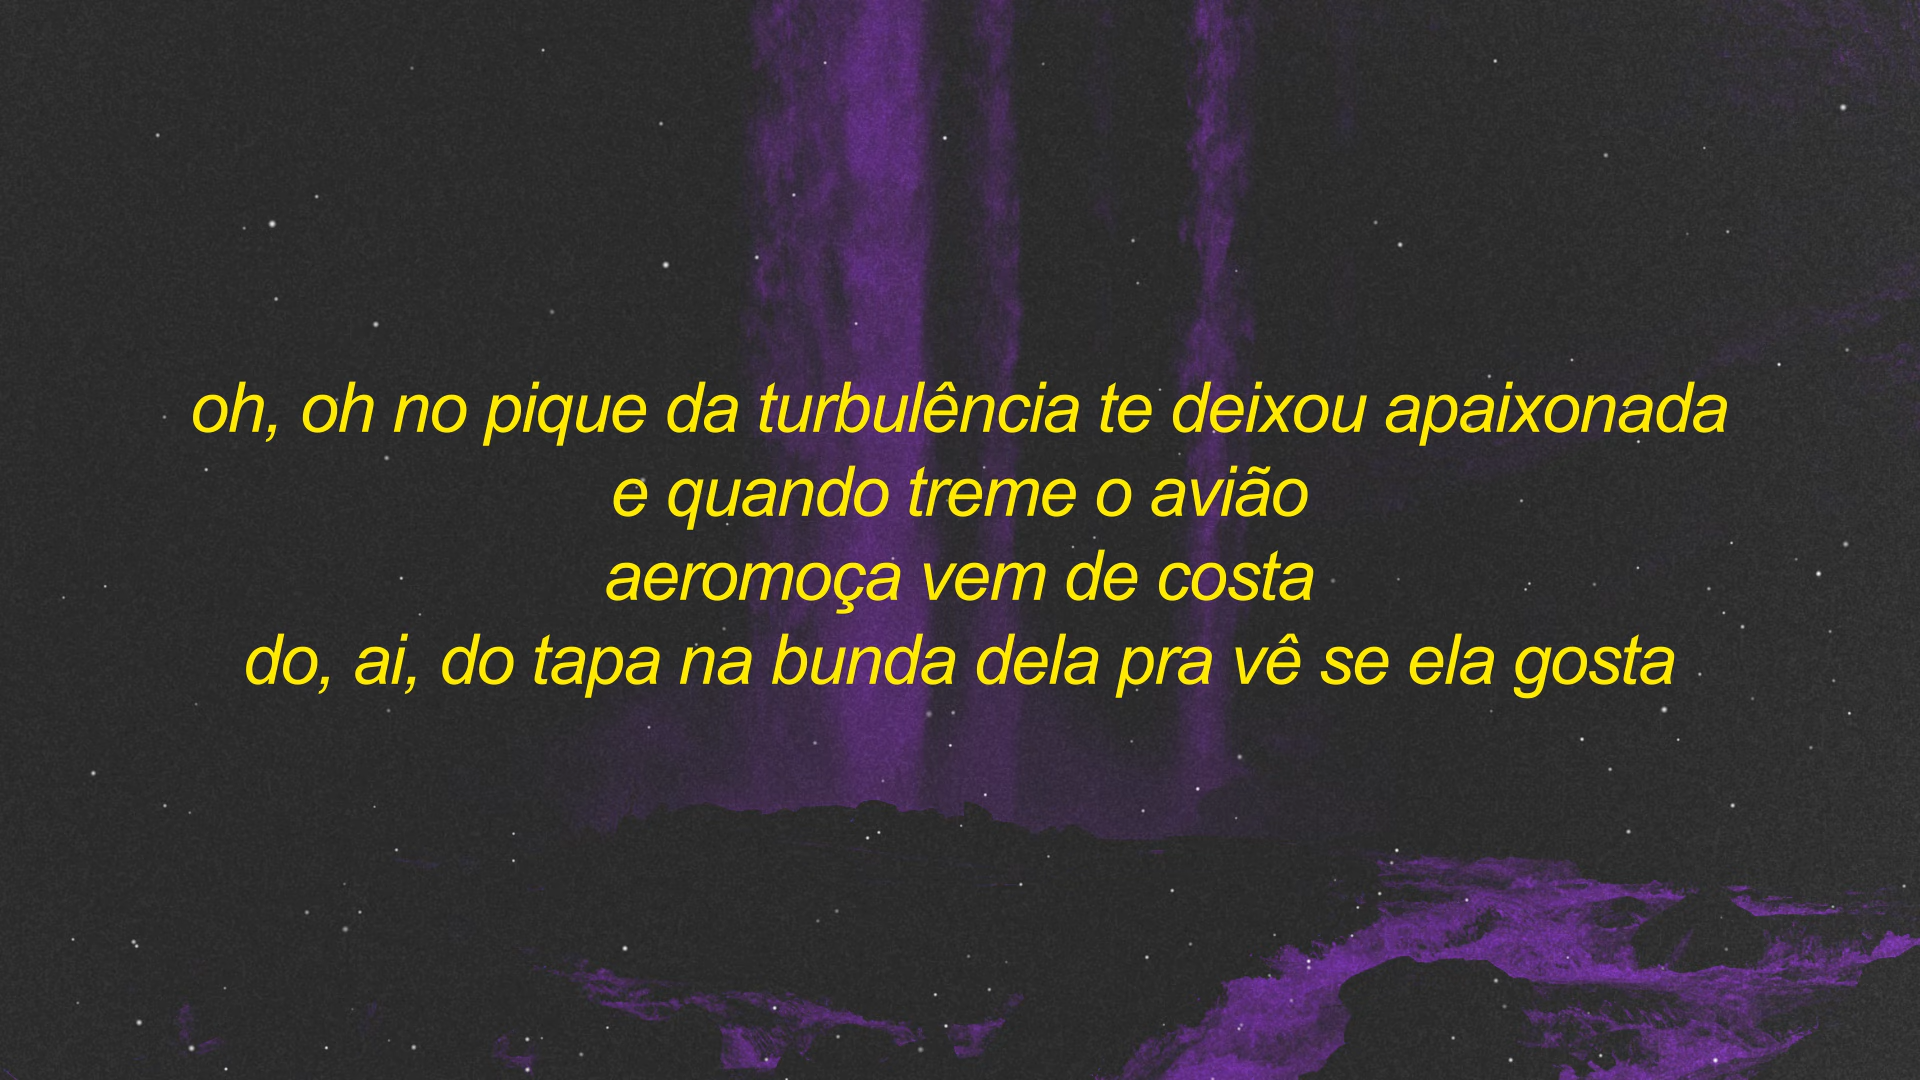 oh, oh no pique da turbulência te deixou apaixonada
e quando treme o avião
aeromoça vem de costa
do, ai, do tapa na bunda dela pra vê se ela gosta